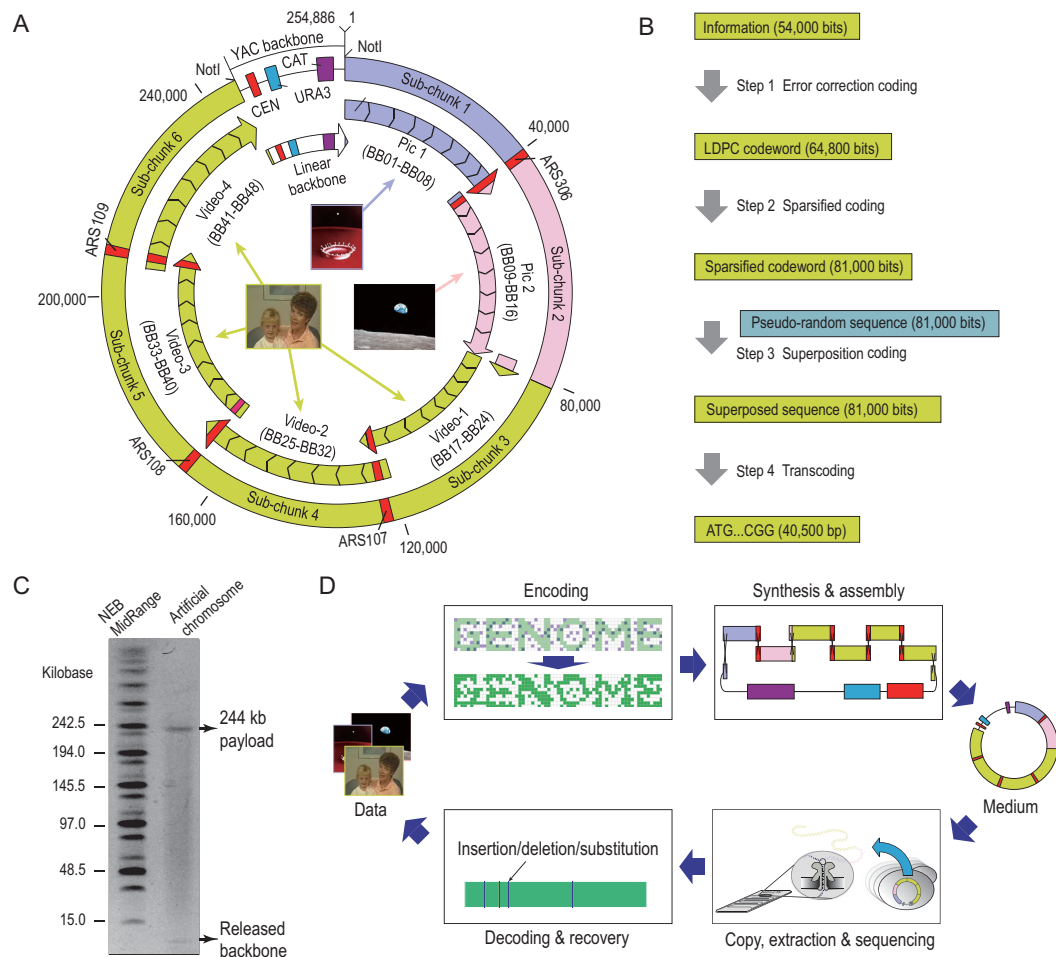 A
254,886
1
YAC backbone
NotI
NotI
CAT
URA3
CEN
240,000
Sub-chunk 1
40,000
ARS306
Pic 1
(BB01-BB08)
Linear
backbone
Sub-chunk 6
Video-4
(BB41-BB48)
ARS109
Pic 2
(BB09-BB16)
Sub-chunk 2
200,000
Video-3
(BB33-BB40)
Sub-chunk 5
80,000
Video-1
(BB17-BB24)
Sub-chunk 3
Video-2
(BB25-BB32)
ARS108
Sub-chunk 4
160,000
ARS107
120,000
B
Information (54,000 bits)
Step 1 Error correction coding
LDPC codeword (64,800 bits)
Step 2 Sparsified coding
Sparsified codeword (81,000 bits)
Pseudo-random sequence (81,000 bits)
Step 3 Superposition coding
Superposed sequence (81,000 bits)
Step 4 Transcoding
ATG...CGG (40,500 bp)
C
NEB
MidRange
Artificial
chromosome
Kilobase
242.5
194.0
145.5
97.0
48.5
15.0
244 kb
payload
Released
backbone
D
Encoding
GENOME
GENOME
Synthesis & assembly
Data
Medium
Insertion/deletion/substitution
Decoding & recovery
Copy, extraction & sequencing